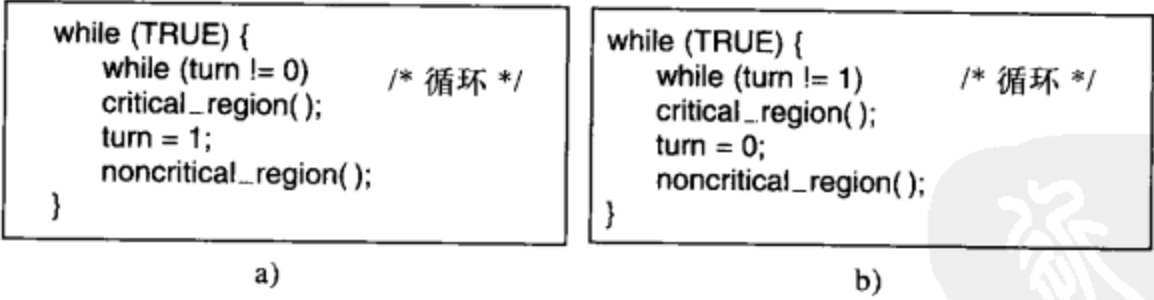 while (TRUE) {
while (turn != 0) /* 循环 */
critical_region( );
turn = 1;
noncritical_region( );
}
a)
while (TRUE) {
while (turn != 1) /* 循环 */
critical_region( );
turn = 0;
noncritical_region( );
}
b)